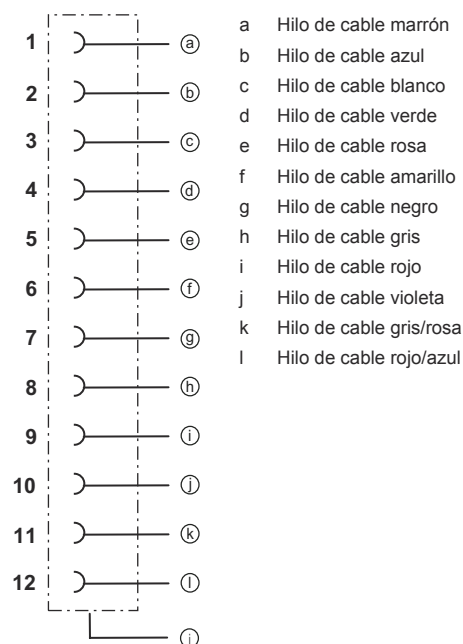 1 a
2 b
3 c
4 d
5 e
6 f
7 g
8 h
9 i
10 j
11 k
12 l
a Hilo de cable marrón
b Hilo de cable azul
c Hilo de cable blanco
d Hilo de cable verde
e Hilo de cable rosa
f Hilo de cable amarillo
g Hilo de cable negro
h Hilo de cable gris
i Hilo de cable rojo
j Hilo de cable violeta
k Hilo de cable gris/rosa
l Hilo de cable rojo/azul